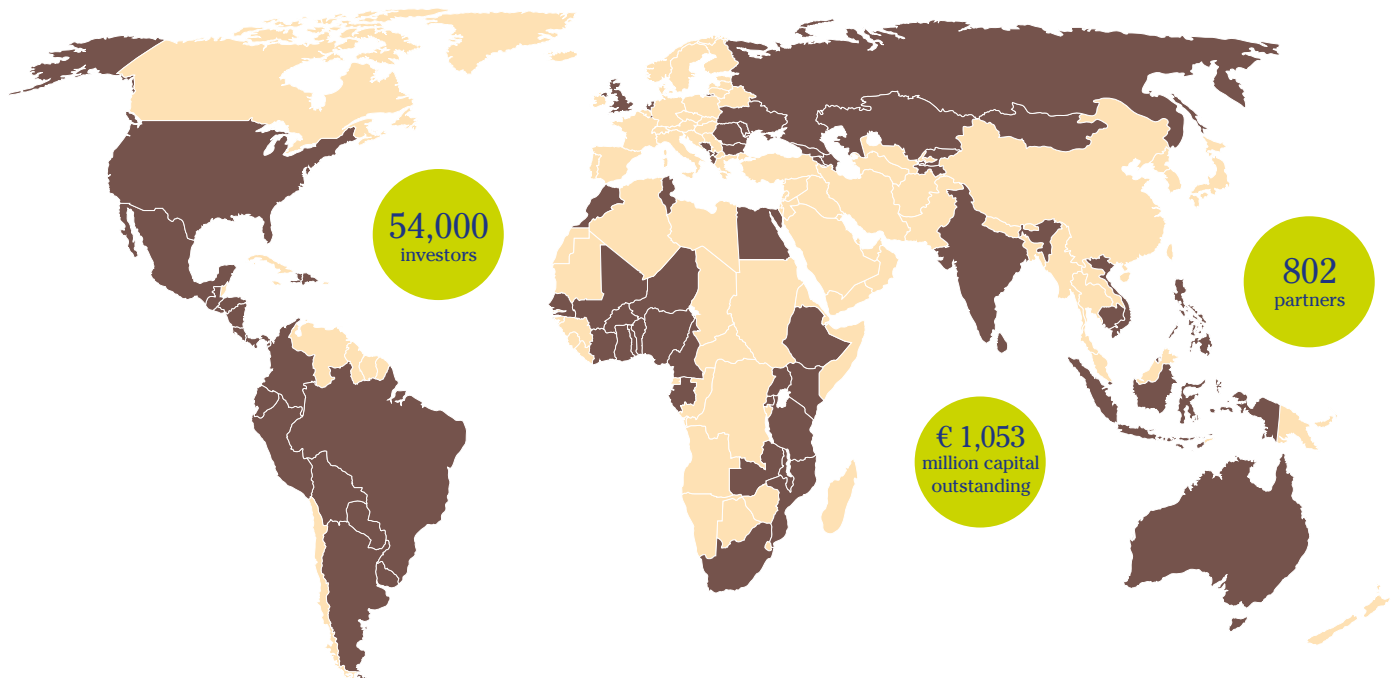 54,000
investors
802
partners
€ 1,053
million capital
outstanding